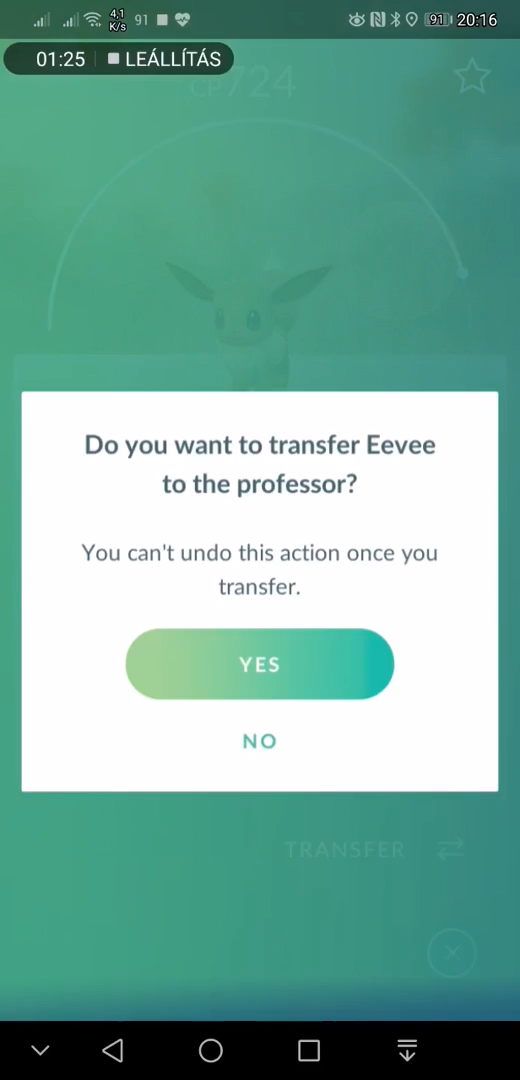 4,1
K/s
91
91
20:16
01:25
LEÁLLÍTÁS
CP724
Do you want to transfer Eevee
to the professor?
You can't undo this action once you
transfer.
YES
NO
TRANSFER